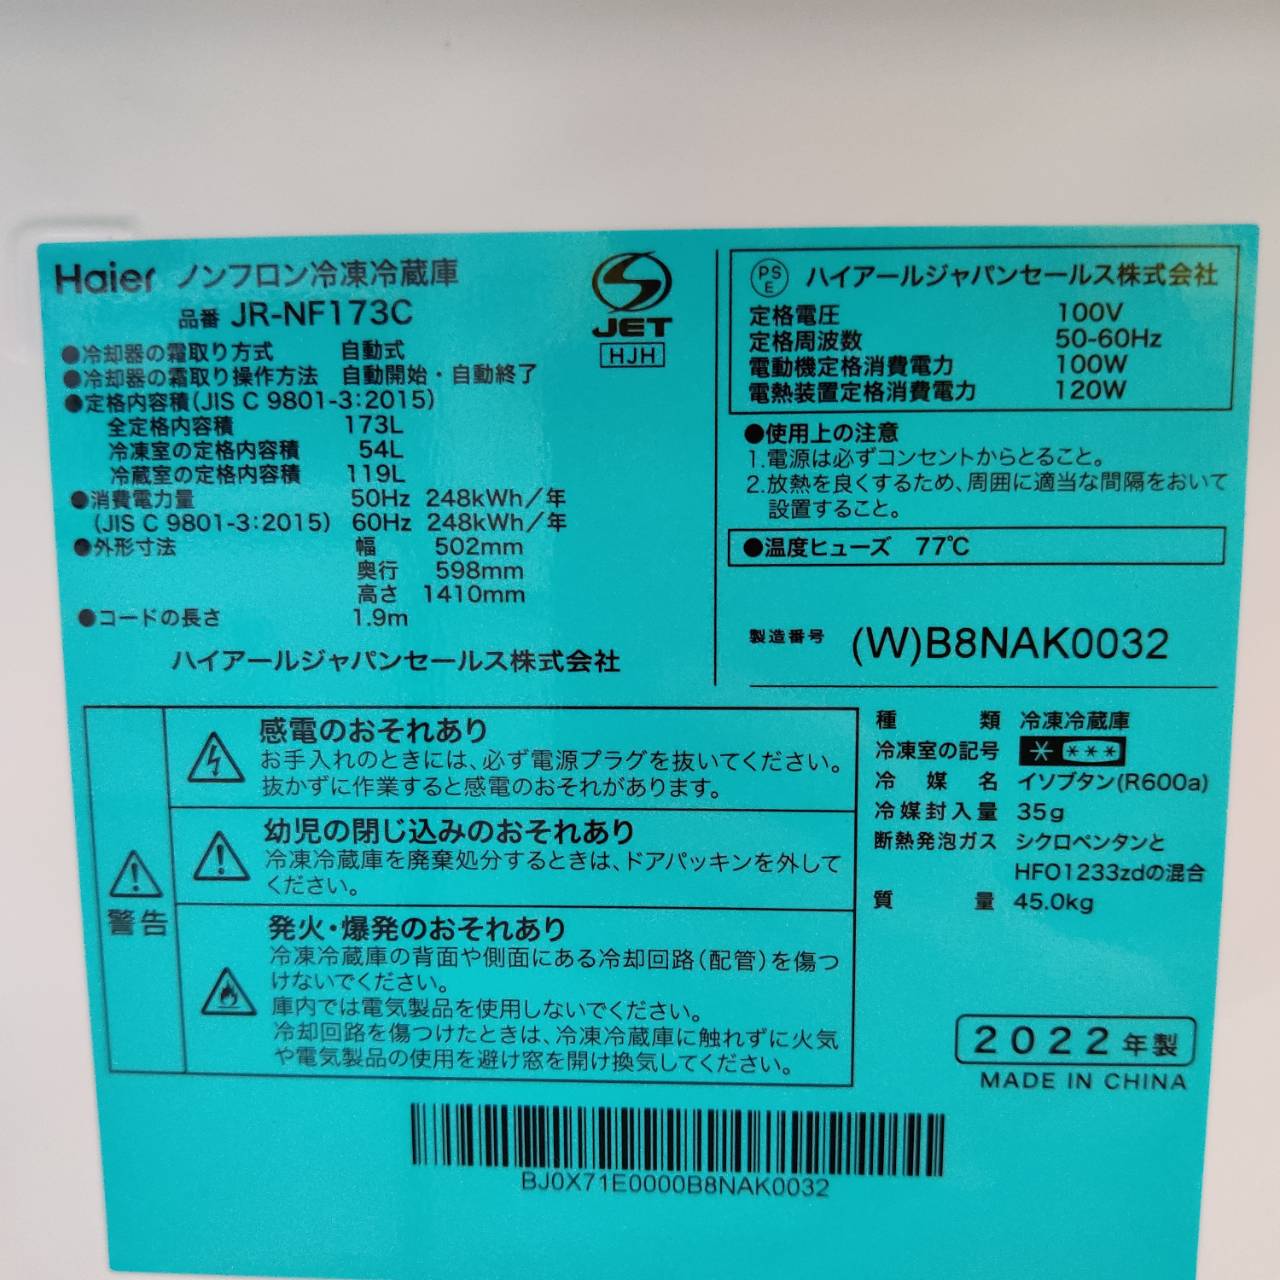 Haier ノンフロン冷凍冷蔵庫
品番 JR-NF173C
●冷却器の霜取り方式 自動式
●冷却器の霜取り操作方法 自動開始・自動終了
●定格内容積(JIS C 9801-3:2015)
全定格内容積 173L
冷凍室の定格内容積 54L
冷蔵室の定格内容積 119L
●消費電力量 50Hz 248kWh/年
(JIS C 9801-3:2015) 60Hz 248kWh/年
●外形寸法 幅 502mm
奥行 598mm
高さ 1410mm
●コードの長さ 1.9m
ハイアールジャパンセールス株式会社
S
JET
HJH
PSE ハイアールジャパンセールス株式会社
定格電圧 100V
定格周波数 50-60Hz
電動機定格消費電力 100W
電熱装置定格消費電力 120W
●使用上の注意
1.電源は必ずコンセントからとること。
2.放熱を良くするため、周囲に適当な間隔をおいて
設置すること。
●温度ヒューズ 77℃
製造番号 (W)B8NAK0032
警告
感電のおそれあり
お手入れのときには、必ず電源プラグを抜いてください。
抜かずに作業すると感電のおそれがあります。
幼児の閉じ込みのおそれあり
冷凍冷蔵庫を廃棄処分するときは、ドアパッキンを外して
ください。
発火・爆発のおそれあり
冷凍冷蔵庫の背面や側面にある冷却回路(配管)を傷つ
けないでください。
庫内では電気製品を使用しないでください。
冷却回路を傷つけたときは、冷凍冷蔵庫に触れずに火気
や電気製品の使用を避け窓を開け換気してください。
種類 冷凍冷蔵庫
冷凍室の記号 * ***
冷媒名 イソブタン(R600a)
冷媒封入量 35g
断熱発泡ガス シクロペンタンと
HFO1233zdの混合
質量 45.0kg
2022年製
MADE IN CHINA
BJ0X71E0000B8NAK0032